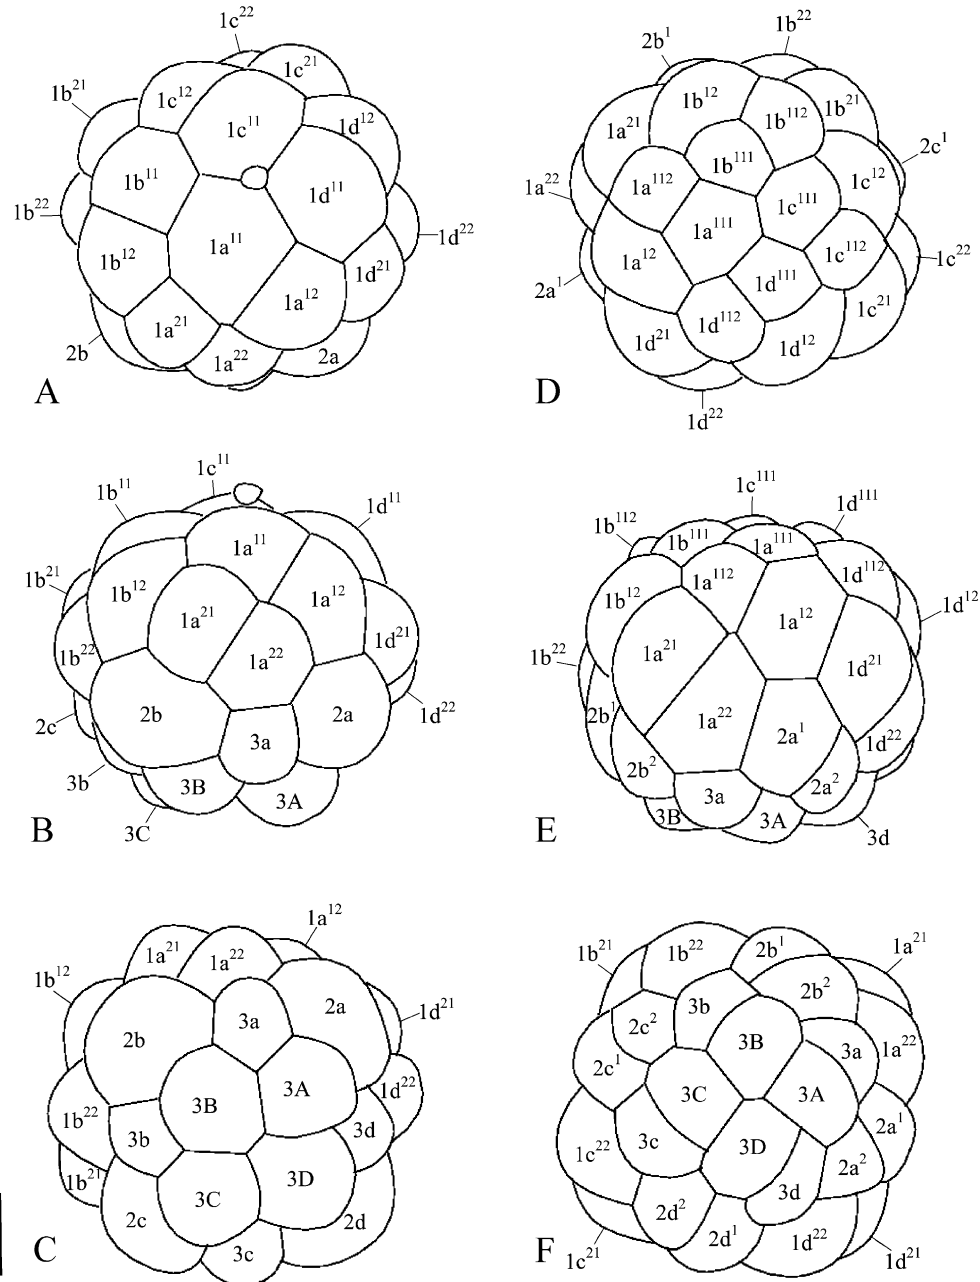 1c²²
1c²¹
1b²¹
1c¹²
1c¹¹
1d¹²
1b¹¹
1d¹¹
1b²²
1a¹¹
1d²²
1b¹²
1d²¹
1a¹²
1a²¹
2b
1a²²
2a
A
1b²²
2b¹
1b¹²
1b²¹
1b¹¹²
1a²¹
2c¹
1b¹¹¹
1c¹²
1a²²
1a¹¹²
1c¹¹¹
1a¹¹¹
1c¹¹²
1a¹²
1c²²
2a¹
1d¹¹¹
1c²¹
1d¹¹²
1d²¹
1d¹²
1d²²
D
1c¹¹
1b¹¹
1d¹¹
1a¹¹
1b²¹
1b¹²
1a¹²
1a²¹
1d²¹
1b²²
1a²²
2b
2a
1d²²
2c
3a
3b
3B
3A
3C
B
1c¹¹¹
1d¹¹¹
1b¹¹²
1b¹¹¹
1a¹¹¹
1a¹¹²
1d¹¹²
1b¹²
1d¹²
1a¹²
1a²¹
1b²²
1d²¹
2b¹
1a²²
2a¹
1d²²
2b²
2a²
3a
3B
3A
3d
E
1a¹²
1a²¹
1a²²
1b¹²
2a
3a
1d²¹
2b
3A
1d²²
3B
1b²²
3b
3d
1b²¹
3D
3C
2c
2d
3c
C
1b²¹
1b²²
2b¹
1a²¹
2b²
3b
2c²
3B
3a
1a²²
2c¹
3C
3A
2a¹
3c
3D
1c²²
2a²
3d
2d²
2d¹
1d²²
1c²¹
1d²¹
F